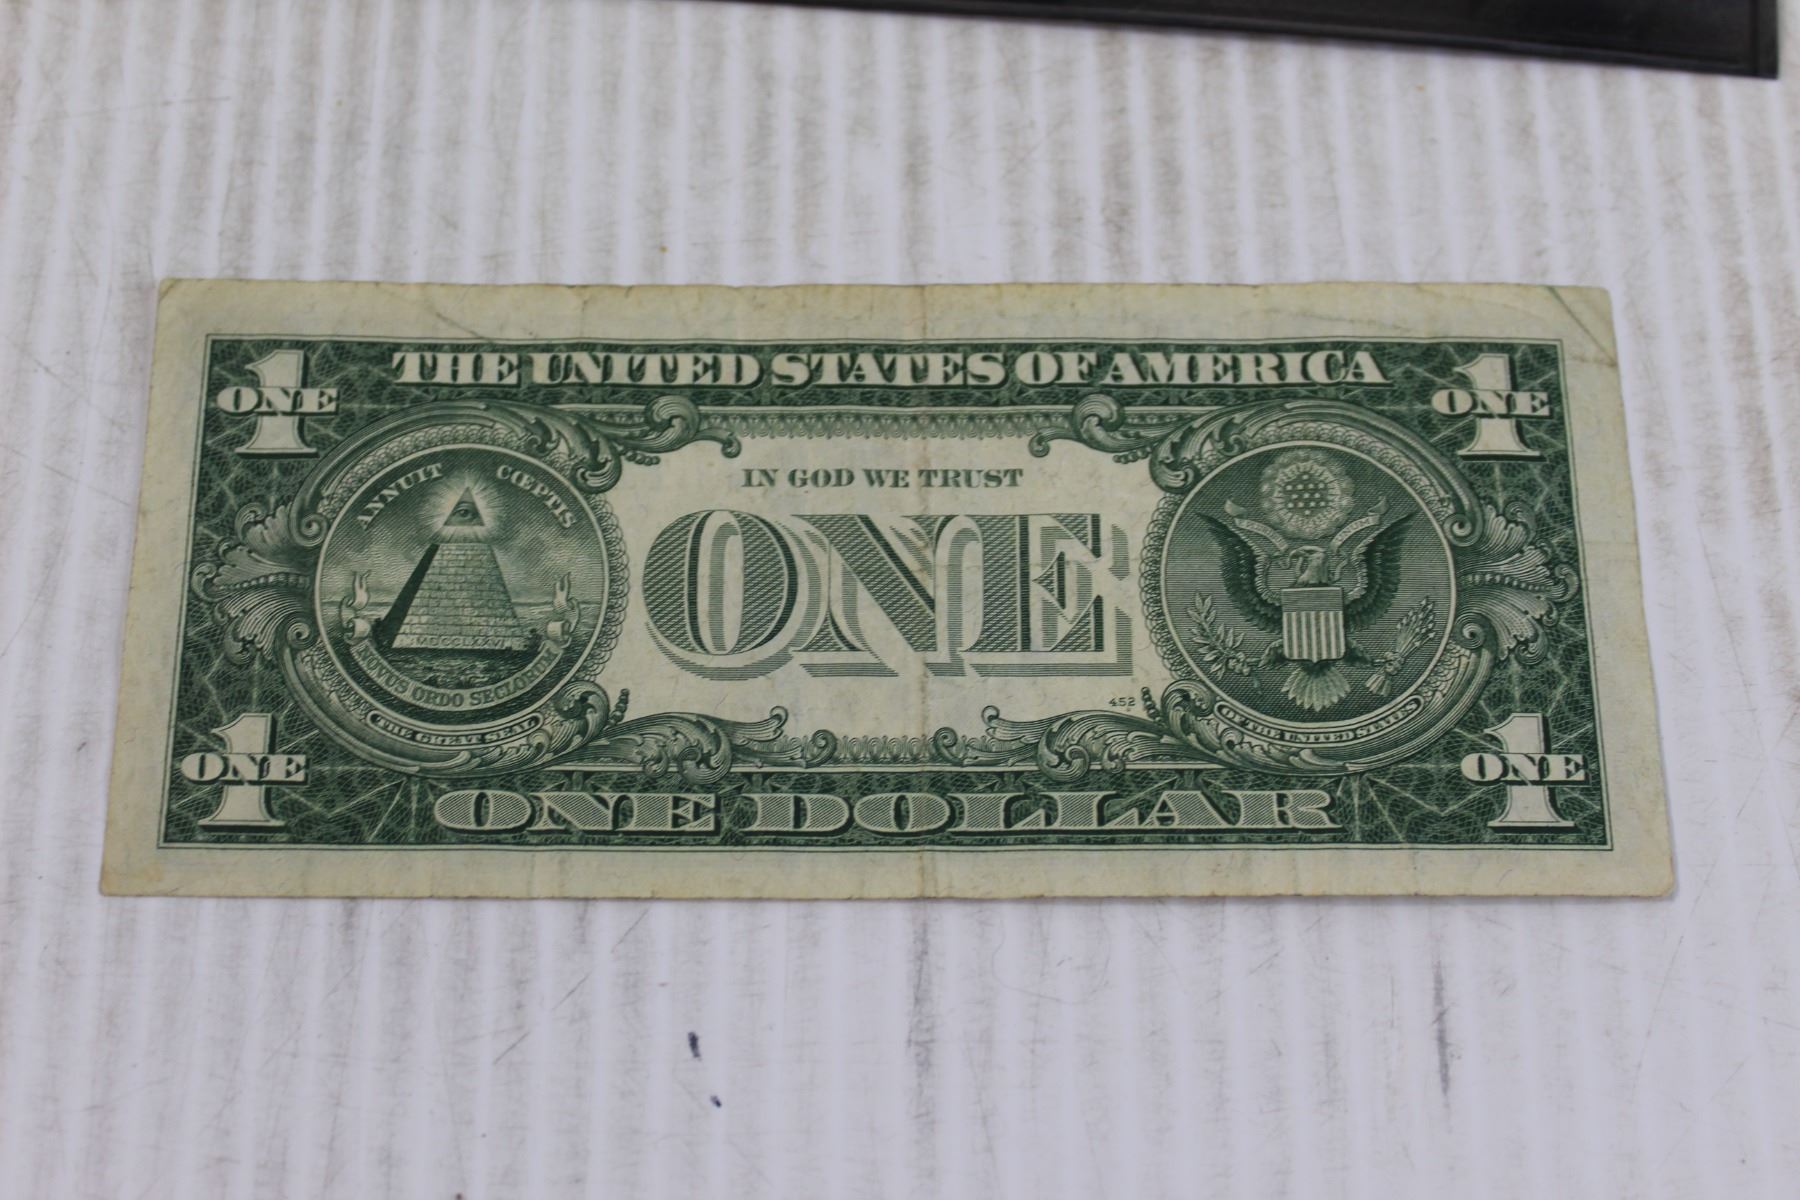 THE UNITED STATES OF AMERICA
1 ONE
1 ONE
ANNUIT CŒPTIS
IN GOD WE TRUST
ONE
MDCCLXXVI
NOVUS ORDO SECLORUM
THE GREAT SEAL
452
OF THE UNITED STATES
1 ONE
1 ONE
ONE DOLLAR